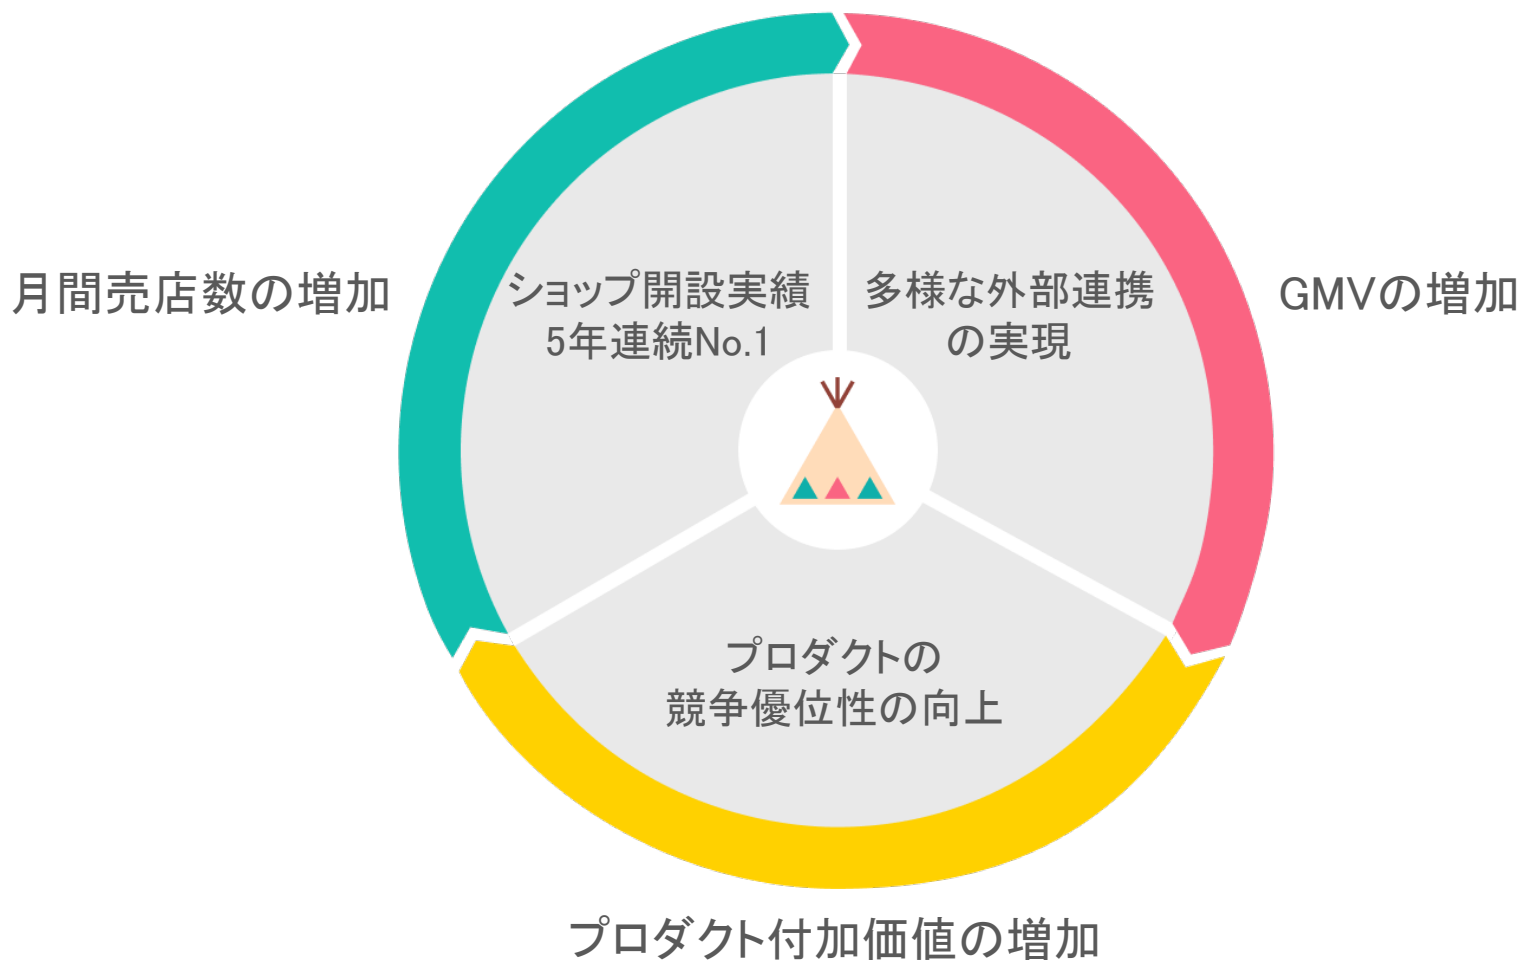 月間売店数の増加
ショップ開設実績
5年連続No.1
多様な外部連携
の実現
GMVの増加
プロダクトの
競争優位性の向上
プロダクト付加価値の増加